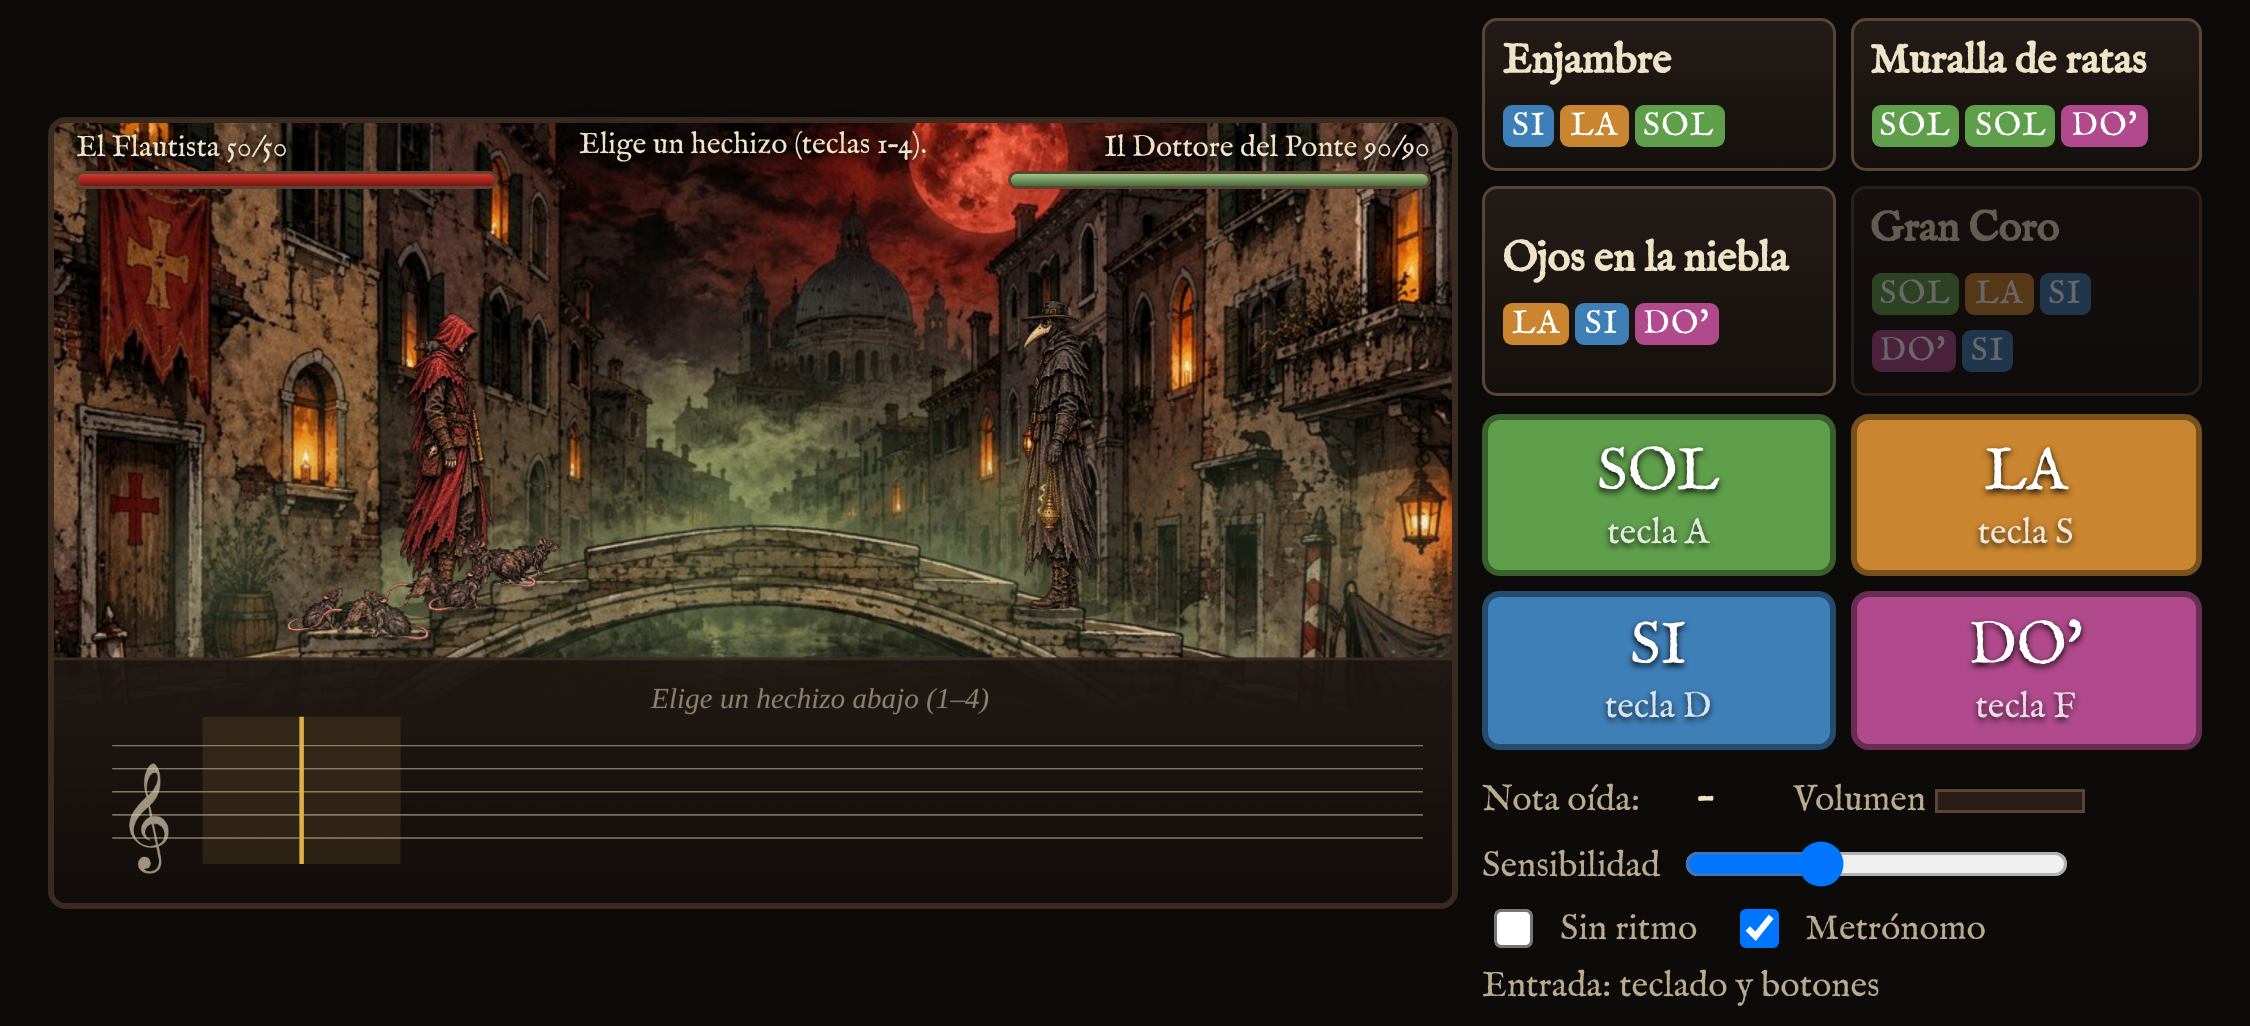 El Flautista 50/50
Elige un hechizo (teclas 1-4).
Il Dottore del Ponte 90/90
Elige un hechizo abajo (1–4)
Enjambre
SI LA SOL
Muralla de ratas
SOL SOL DO'
Ojos en la niebla
LA SI DO'
Gran Coro
SOL LA SI
DO' SI
SOL
tecla A
LA
tecla S
SI
tecla D
DO'
tecla F
Nota oída: - Volumen
Sensibilidad
Sin ritmo Metrónomo
Entrada: teclado y botones